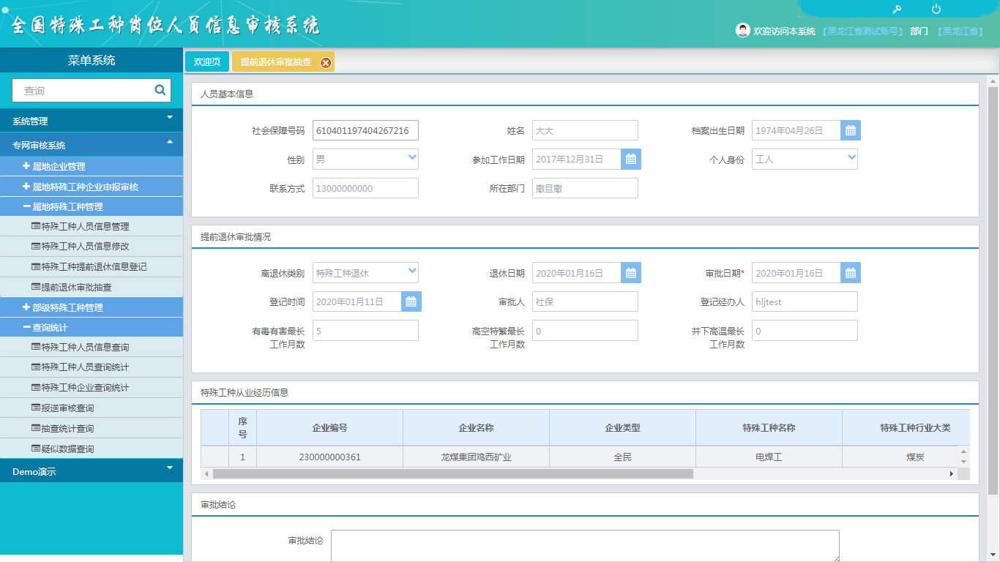 全国特殊工种岗位人员信息审核系统
欢迎访问本系统 【黑龙江省测试账号】 部门 【黑龙江省】
菜单系统
查询
系统管理
专网审核系统
属地企业管理
属地特殊工种企业申报审核
属地特殊工种管理
特殊工种人员信息管理
特殊工种人员信息修改
特殊工种提前退休信息登记
提前退休审批抽查
部级特殊工种管理
查询统计
特殊工种人员信息查询
特殊工种人员查询统计
特殊工种企业查询统计
报送审核查询
抽查统计查询
疑似数据查询
Demo演示
欢迎页 提前退休审批抽查
人员基本信息
社会保障号码 610401197404267216 姓名 大大 档案出生日期 1974年04月26日
性别 男 参加工作日期 2017年12月31日 个人身份 工人
联系方式 13000000000 所在部门 撒旦撒
提前退休审批情况
离退休类别 特殊工种退休 退休日期 2020年01月16日 审批日期* 2020年01月16日
登记时间 2020年01月11日 审批人 社保 登记经办人 hljtest
有毒有害最长工作月数 5 高空特繁最长工作月数 0 井下高温最长工作月数 0
特殊工种从业经历信息
序号 企业编号 企业名称 企业类型 特殊工种名称 特殊工种行业大类
1 230000000361 龙煤集团鸡西矿业 全民 电焊工 煤炭
审批结论
审批结论